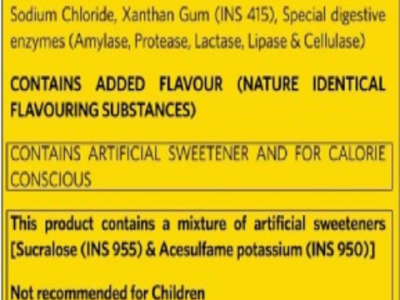 Sodium Chloride, Xanthan Gum (INS 415), Special digestive
enzymes (Amylase, Protease, Lactase, Lipase & Cellulase)
CONTAINS ADDED FLAVOUR (NATURE IDENTICAL
FLAVOURING SUBSTANCES)
CONTAINS ARTIFICIAL SWEETENER AND FOR CALORIE
CONSCIOUS
This product contains a mixture of artificial sweeteners
[Sucralose (INS 955) & Acesulfame potassium (INS 950)]
Not recommended for Children